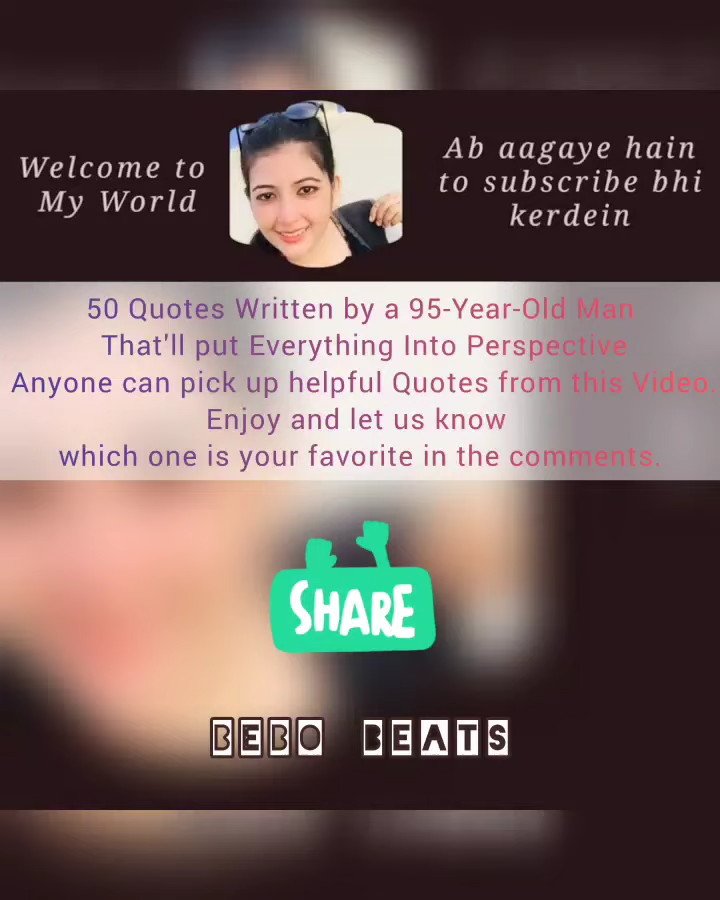 Welcome to
My World
Ab aagaye hain
to subscribe bhi
kerdein
50 Quotes Written by a 95-Year-Old Man
That'll put Everything Into Perspective
Anyone can pick up helpful Quotes from this Video.
Enjoy and let us know
which one is your favorite in the comments.
SHARE
BEBO BEATS